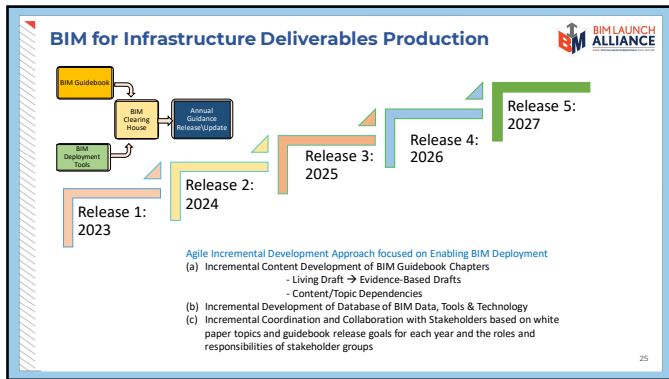 BIM for Infrastructure Deliverables Production
BIM LAUNCH
ALLIANCE
BIM Guidebook
BIM
Clearing
House
Annual
Guidance
Release\Update
BIM
Deployment
Tools
Release 1:
2023
Release 2:
2024
Release 3:
2025
Release 4:
2026
Release 5:
2027
Agile Incremental Development Approach focused on Enabling BIM Deployment
(a) Incremental Content Development of BIM Guidebook Chapters
- Living Draft → Evidence-Based Drafts
- Content/Topic Dependencies
(b) Incremental Development of Database of BIM Data, Tools & Technology
(c) Incremental Coordination and Collaboration with Stakeholders based on white
paper topics and guidebook release goals for each year and the roles and
responsibilities of stakeholder groups
25